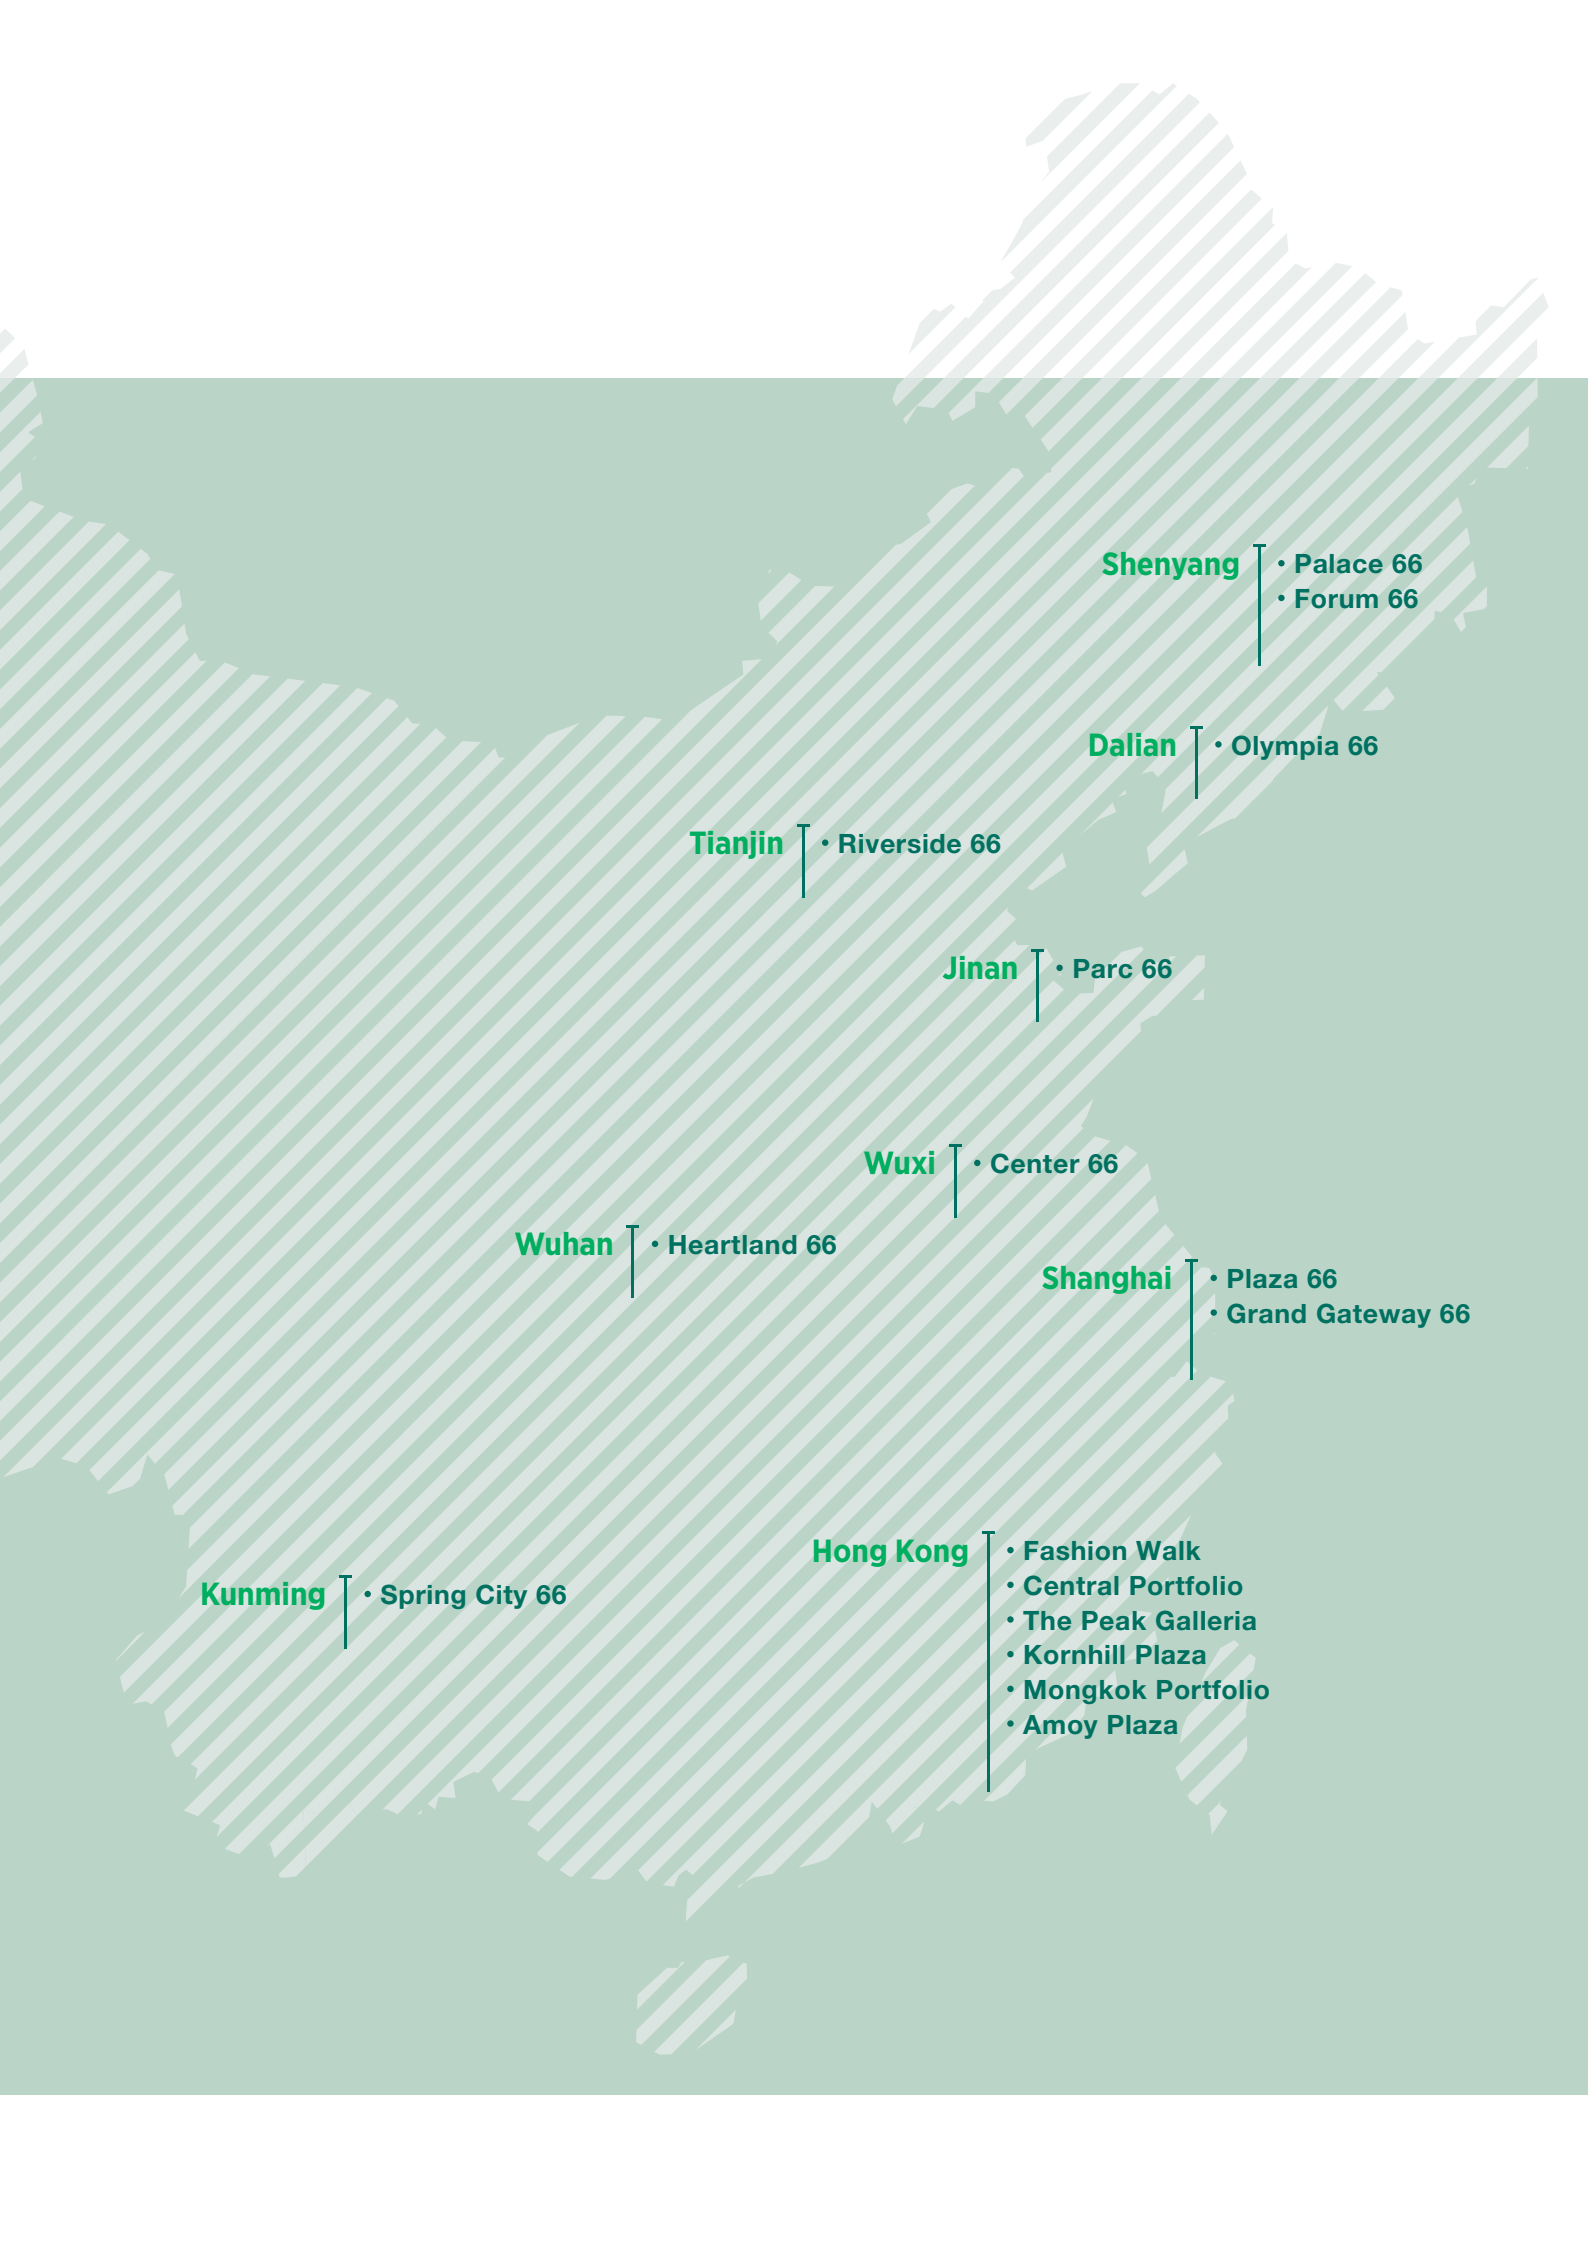 Shenyang
• Palace 66
• Forum 66
Dalian
• Olympia 66
Tianjin
• Riverside 66
Jinan
• Parc 66
Wuxi
• Center 66
Wuhan
• Heartland 66
Shanghai
• Plaza 66
• Grand Gateway 66
Hong Kong
• Fashion Walk
• Central Portfolio
• The Peak Galleria
• Kornhill Plaza
• Mongkok Portfolio
• Amoy Plaza
Kunming
• Spring City 66